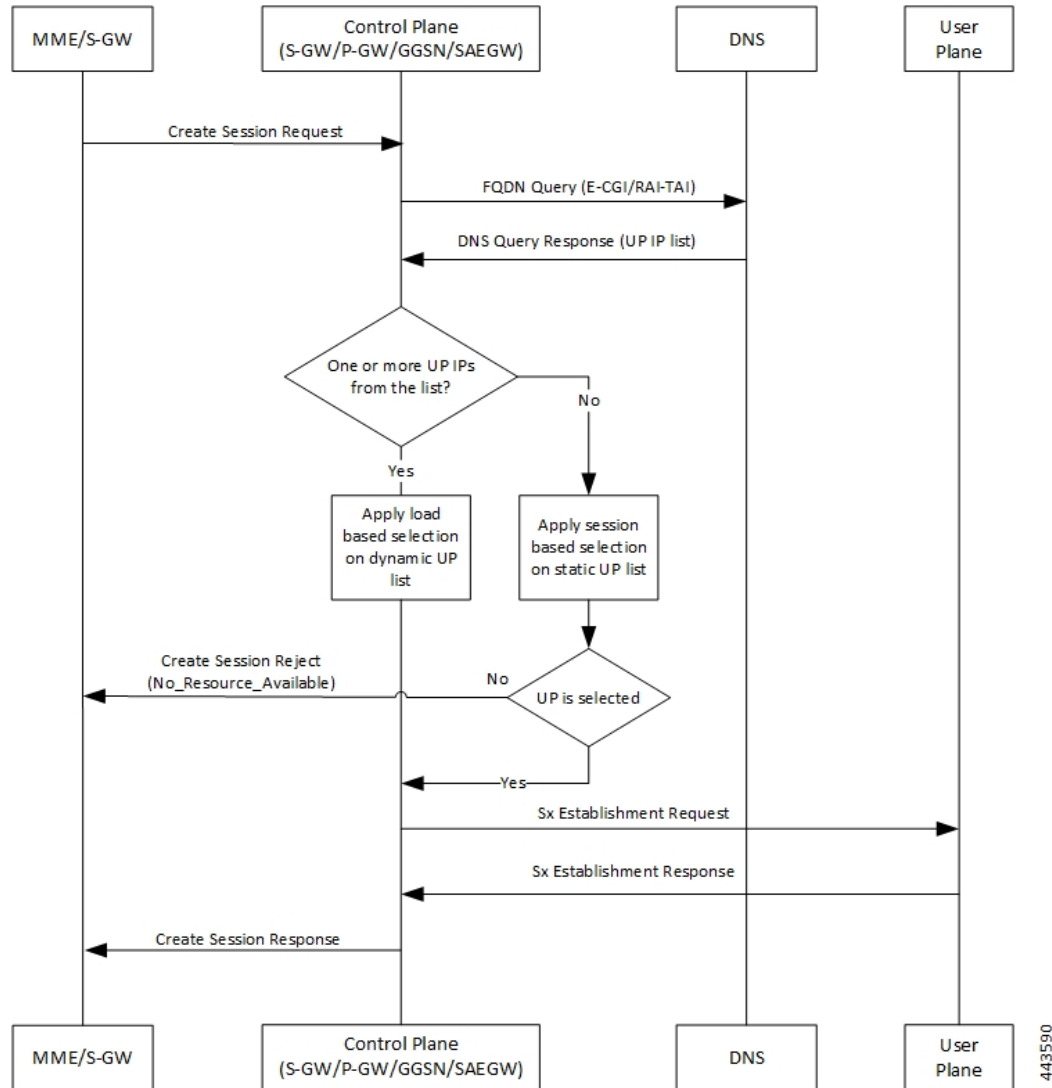 MME/S-GW
Control Plane
(S-GW/P-GW/GGSN/SAEGW)
DNS
User
Plane
Create Session Request
FQDN Query (E-CGI/RAI-TAI)
DNS Query Response (UP IP list)
One or more UP IPs
from the list?
No
Yes
Apply load
based selection
on dynamic UP
list
Apply session
based selection
on static UP list
Create Session Reject
(No_Resource_Available)
No
UP is selected
Yes
Sx Establishment Request
Sx Establishment Response
Create Session Response
MME/S-GW
Control Plane
(S-GW/P-GW/GGSN/SAEGW)
DNS
User
Plane
443590